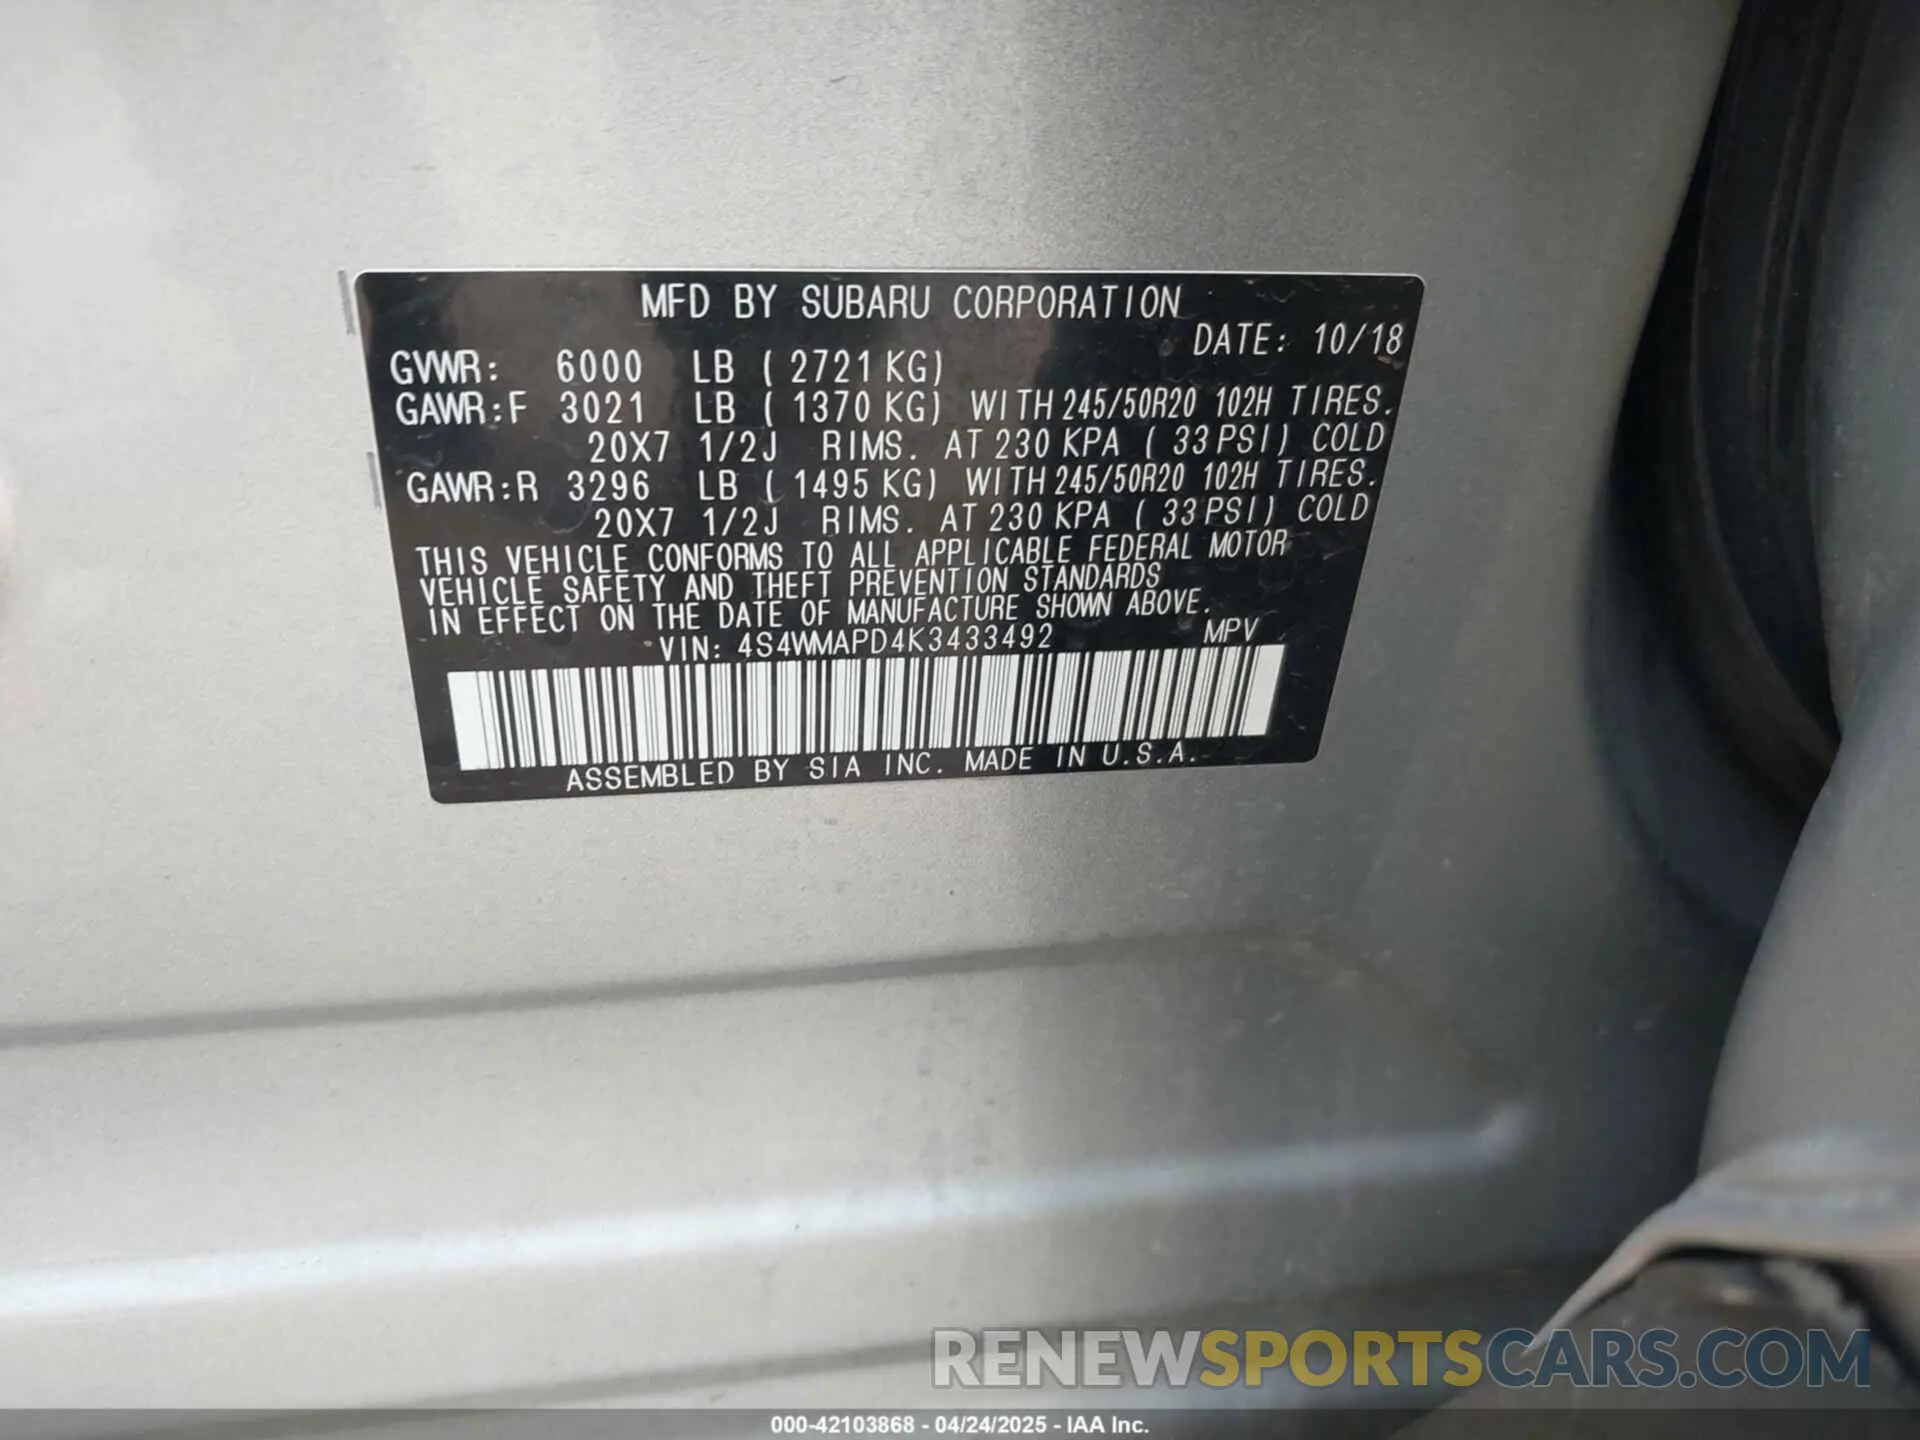 MFD BY SUBARU CORPORATION
DATE: 10/18
GVWR: 6000 LB ( 2721 KG)
GAWR:F 3021 LB ( 1370 KG) WITH 245/50R20 102H TIRES.
20X7 1/2J RIMS. AT 230 KPA ( 33 PSI) COLD
GAWR:R 3296 LB ( 1495 KG) WITH 245/50R20 102H TIRES.
20X7 1/2J RIMS. AT 230 KPA ( 33 PSI) COLD
THIS VEHICLE CONFORMS TO ALL APPLICABLE FEDERAL MOTOR
VEHICLE SAFETY AND THEFT PREVENTION STANDARDS
IN EFFECT ON THE DATE OF MANUFACTURE SHOWN ABOVE.
VIN: 4S4WMAPD4K3433492 MPV
ASSEMBLED BY SIA INC. MADE IN U.S.A.
RENEWSPORTSCARS.COM
000-42103868 - 04/24/2025 - IAA Inc.